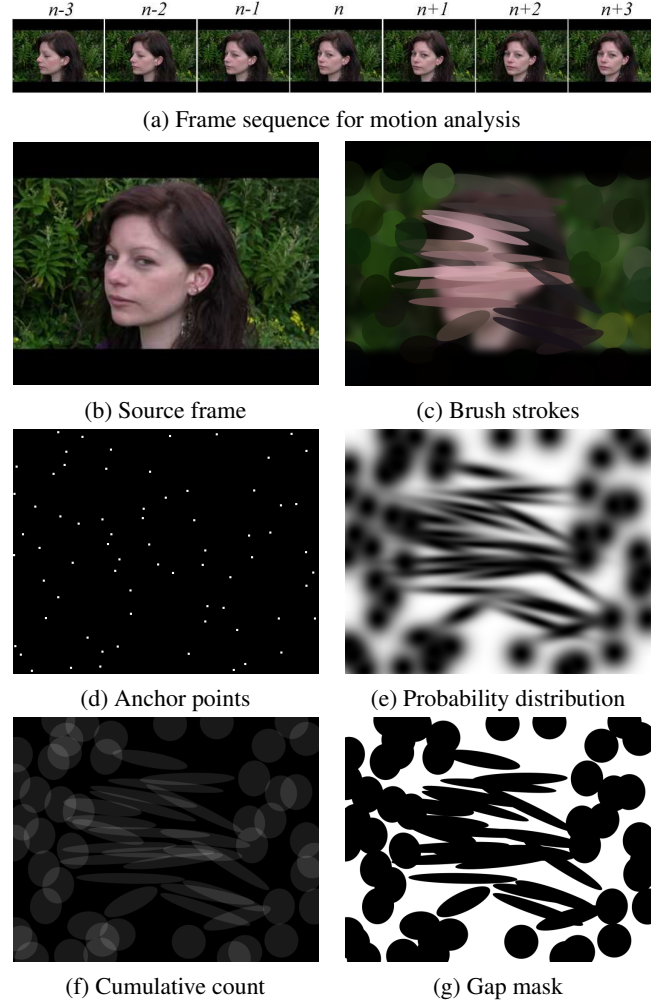 n-3 n-2 n-1 n n+1 n+2 n+3
(a) Frame sequence for motion analysis
(b) Source frame (c) Brush strokes
(d) Anchor points (e) Probability distribution
(f) Cumulative count (g) Gap mask